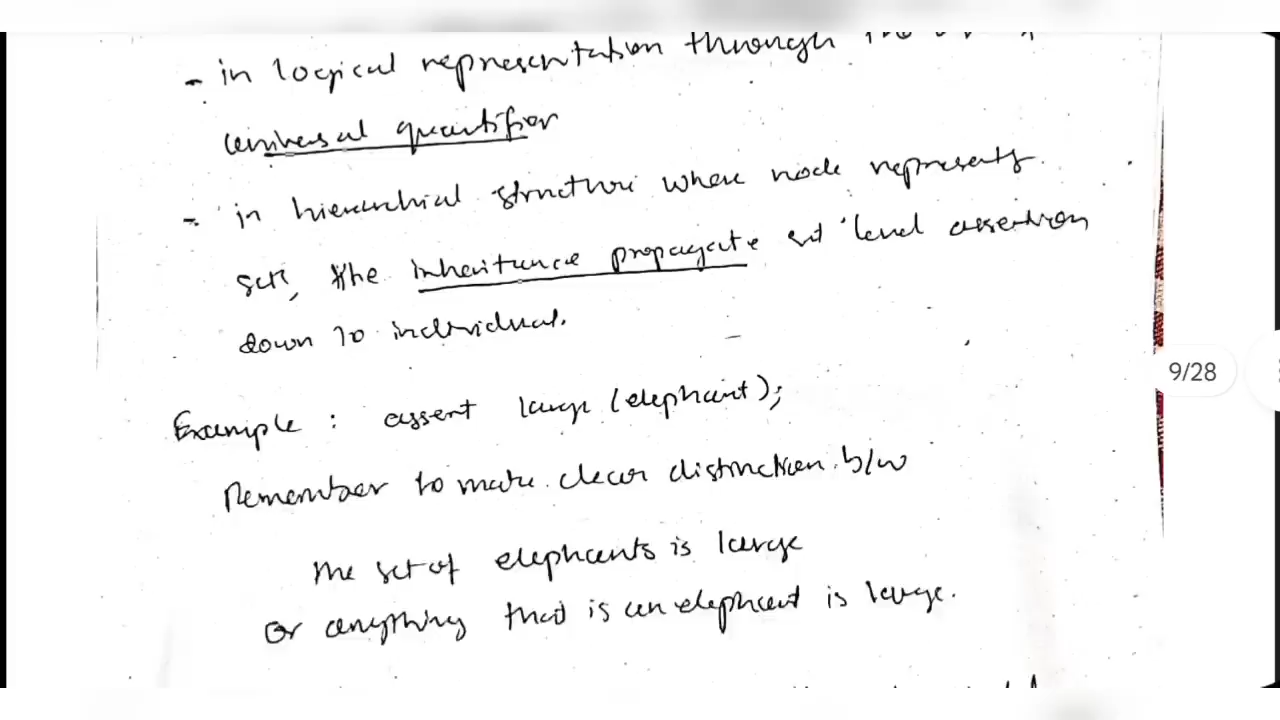 - in logical representation through the
universal quantifier
- in hierarchial structure where node represents
sets, the inheritance propagate set level assertion
down to individual.
Example : assert large (elephant);
Remember to make clear distinction b/w
the set of elephants is large
or anything that is an elephant is large.
9/28